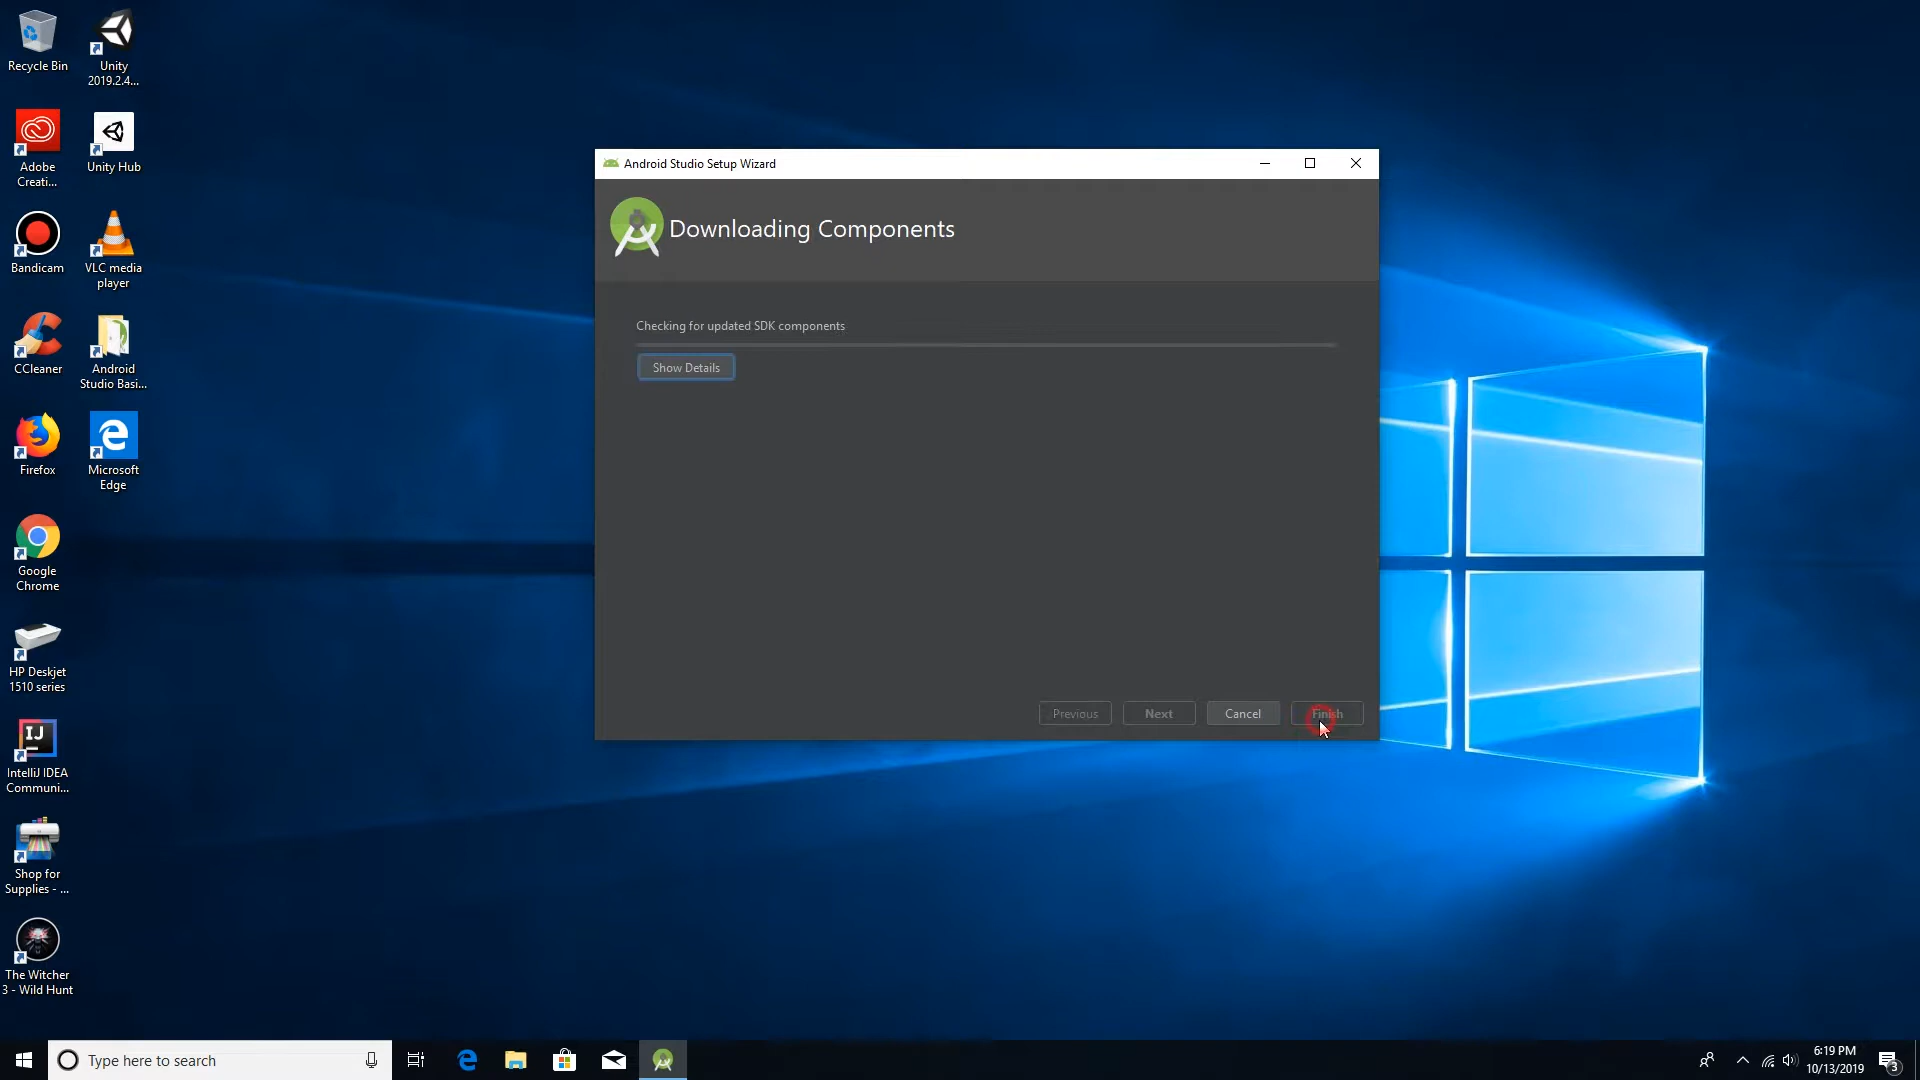 Recycle Bin
Unity
2019.2.4...
Adobe
Creati...
Unity Hub
Bandicam
VLC media
player
CCleaner
Android
Studio Basi...
Firefox
Microsoft
Edge
Google
Chrome
HP Deskjet
1510 series
IJ
IntelliJ IDEA
Communi...
Shop for
Supplies - ...
The Witcher
3 - Wild Hunt
Android Studio Setup Wizard
Downloading Components
Checking for updated SDK components
Show Details
Previous
Next
Cancel
Finish
Type here to search
6:19 PM
10/13/2019
3